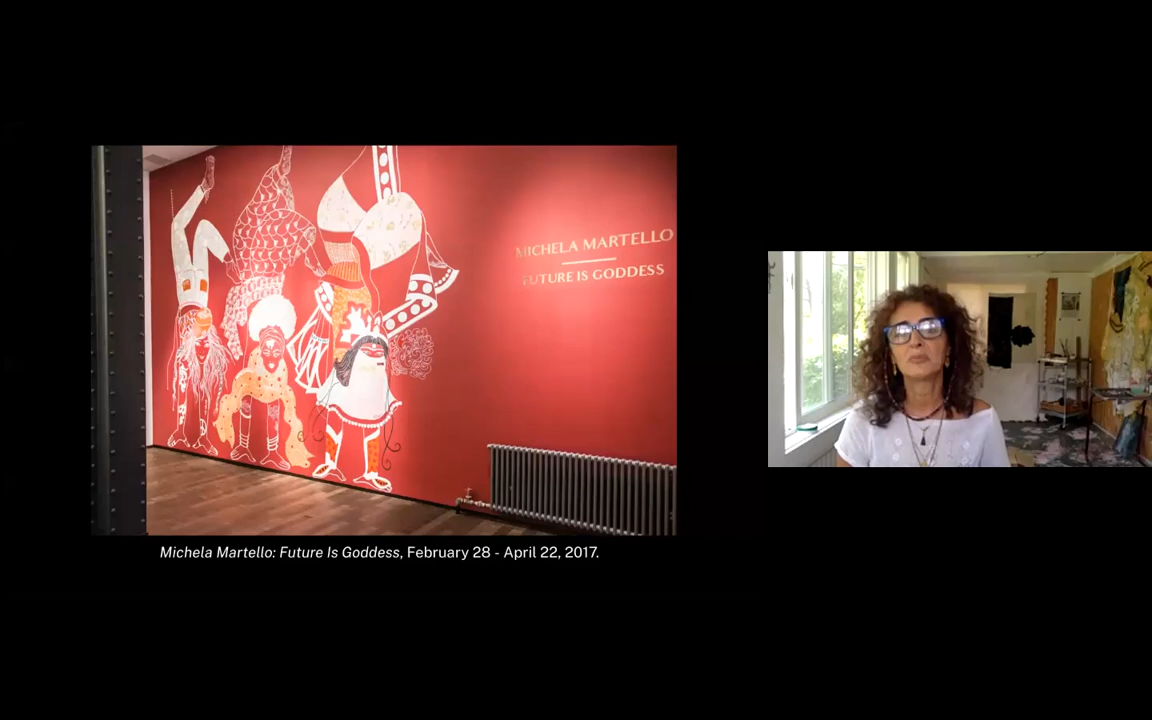 MICHELA MARTELLO
FUTURE IS GODDESS
Michela Martello: Future Is Goddess, February 28 - April 22, 2017.